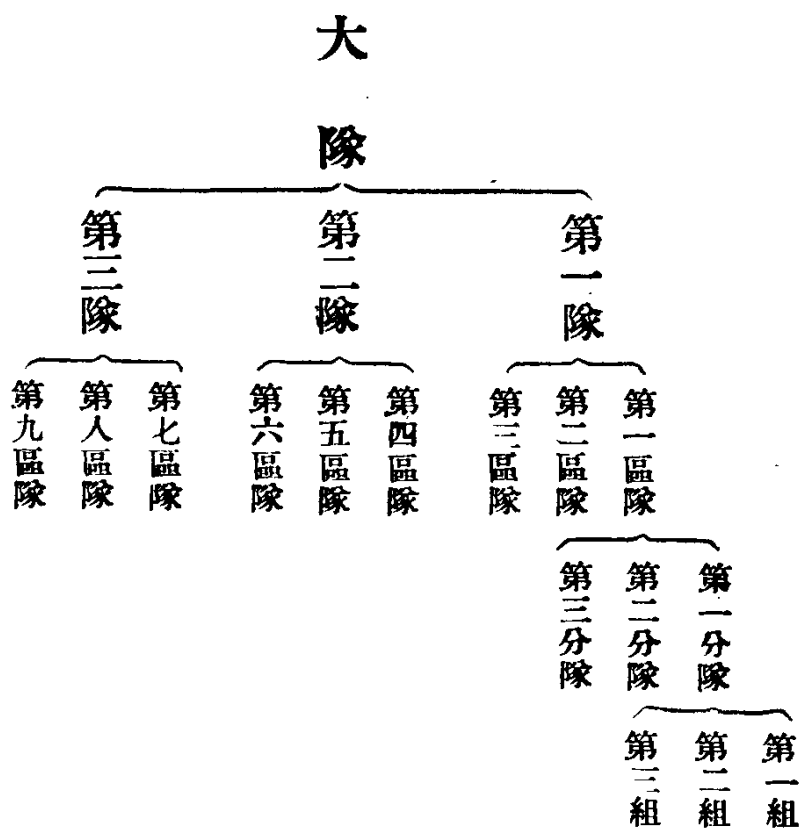 大隊
第一隊
第二隊
第三隊
第一區隊
第二區隊
第三區隊
第四區隊
第五區隊
第六區隊
第七區隊
第八區隊
第九區隊
第一分隊
第二分隊
第三分隊
第一組
第二組
第三組